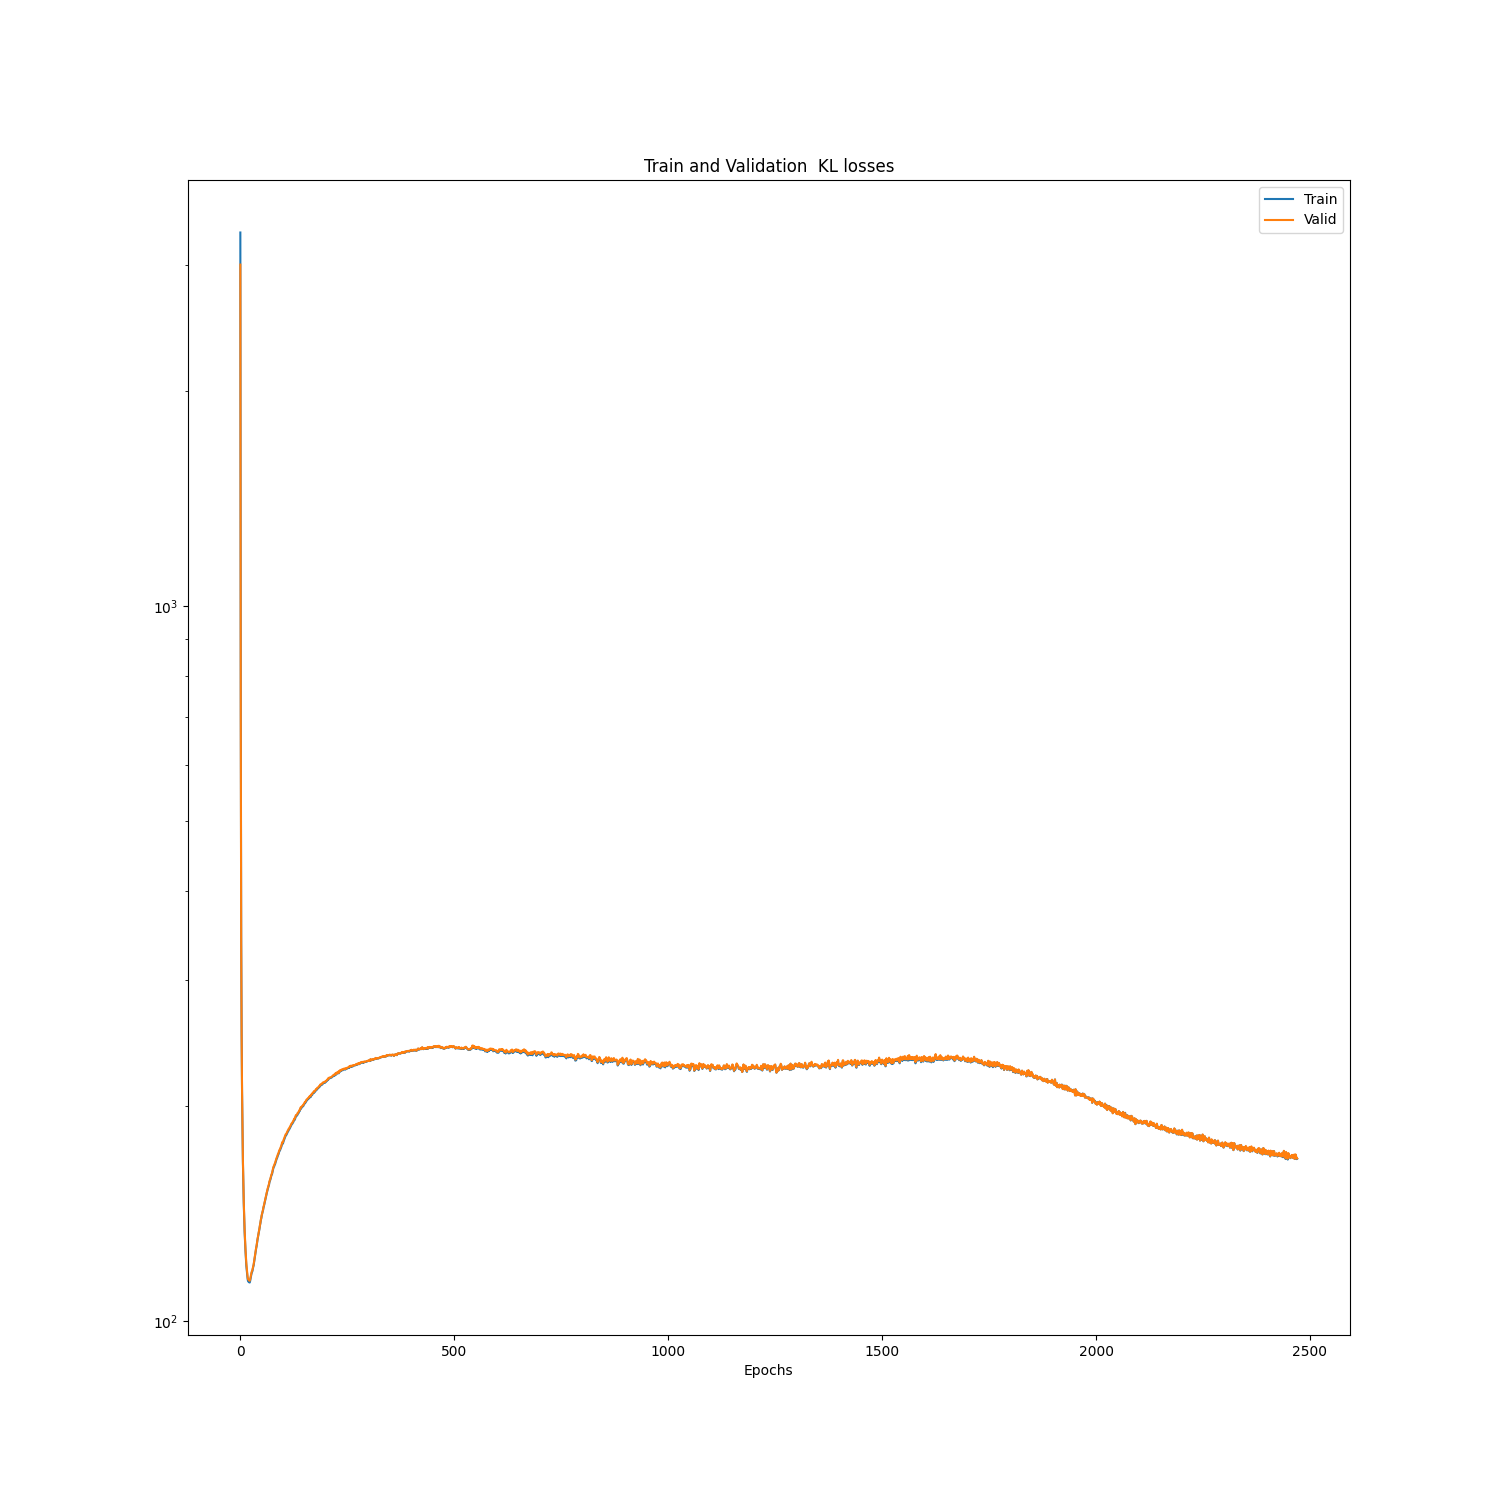 Train and Validation  KL losses
Train
Valid
10³
10²
0 500 1000 1500 2000 2500
Epochs